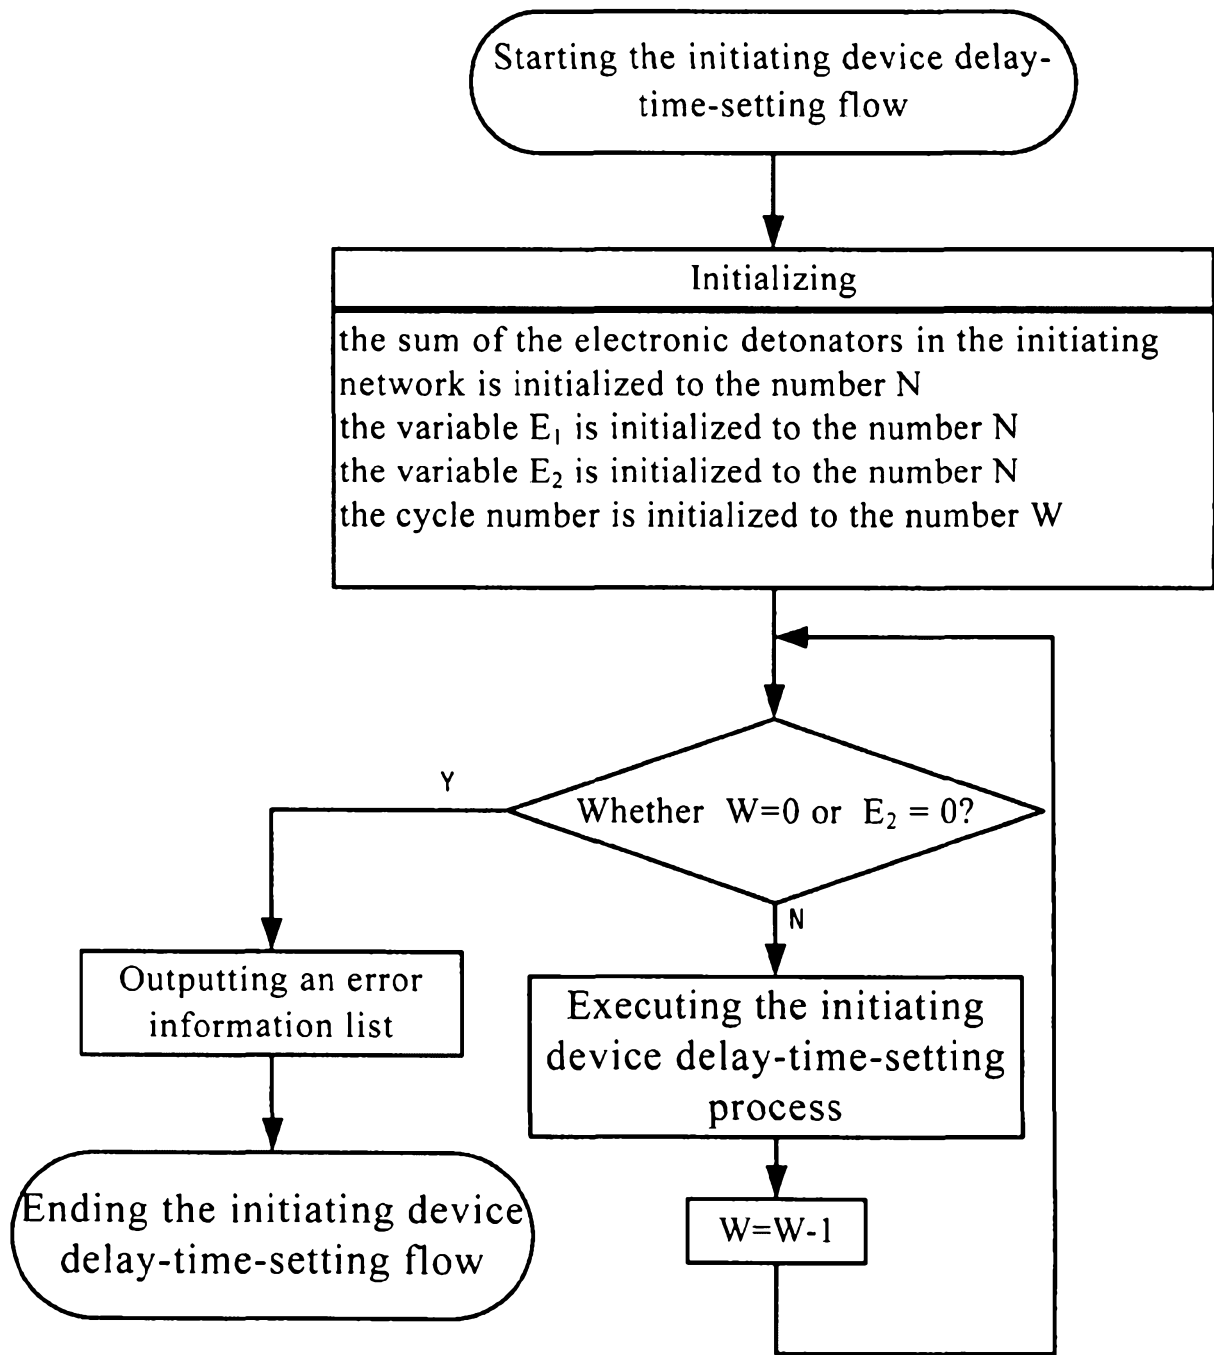 Starting the initiating device delay-
time-setting flow
Initializing
the sum of the electronic detonators in the initiating
network is initialized to the number N
the variable E₁ is initialized to the number N
the variable E₂ is initialized to the number N
the cycle number is initialized to the number W
Y
Whether W=0 or E₂ = 0?
N
Outputting an error
information list
Executing the initiating
device delay-time-setting
process
Ending the initiating device
delay-time-setting flow
W=W-1